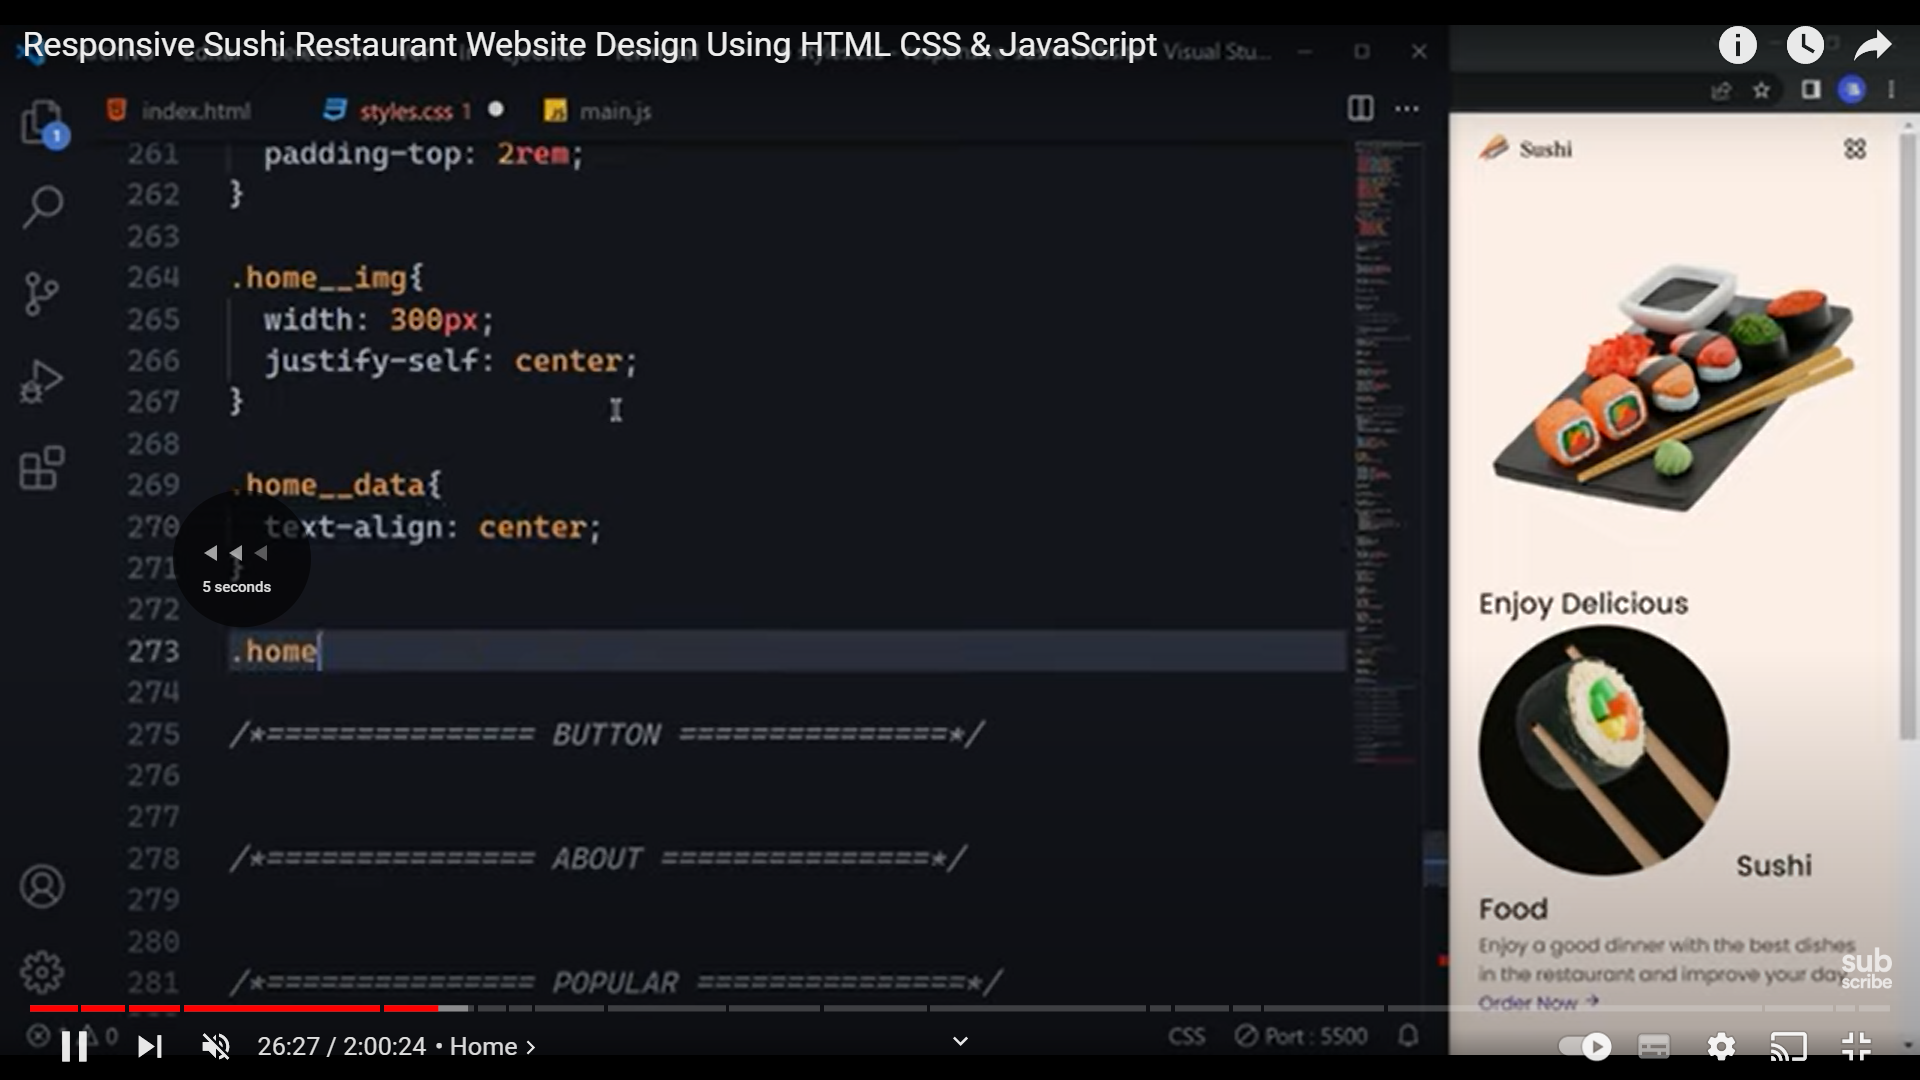 Responsive Sushi Restaurant Website Design Using HTML CSS & JavaScript
Visual Stu...
index.html
styles.css 1
main.js
1
261 padding-top: 2rem;
262 }
263
264 .home__img{
265 width: 300px;
266 justify-self: center;
267 }
268
269 .home__data{
270 text-align: center;
271 }
272
273 .home
274
275 /*=============== BUTTON ===============*/
276
277
278 /*=============== ABOUT ===============*/
279
280
281 /*=============== POPULAR ===============*/
5 seconds
Sushi
Enjoy Delicious
Sushi
Food
Enjoy a good dinner with the best dishes
in the restaurant and improve your day
Order Now →
sub
scribe
0
CSS
Port : 5500
26:27 / 2:00:24 • Home